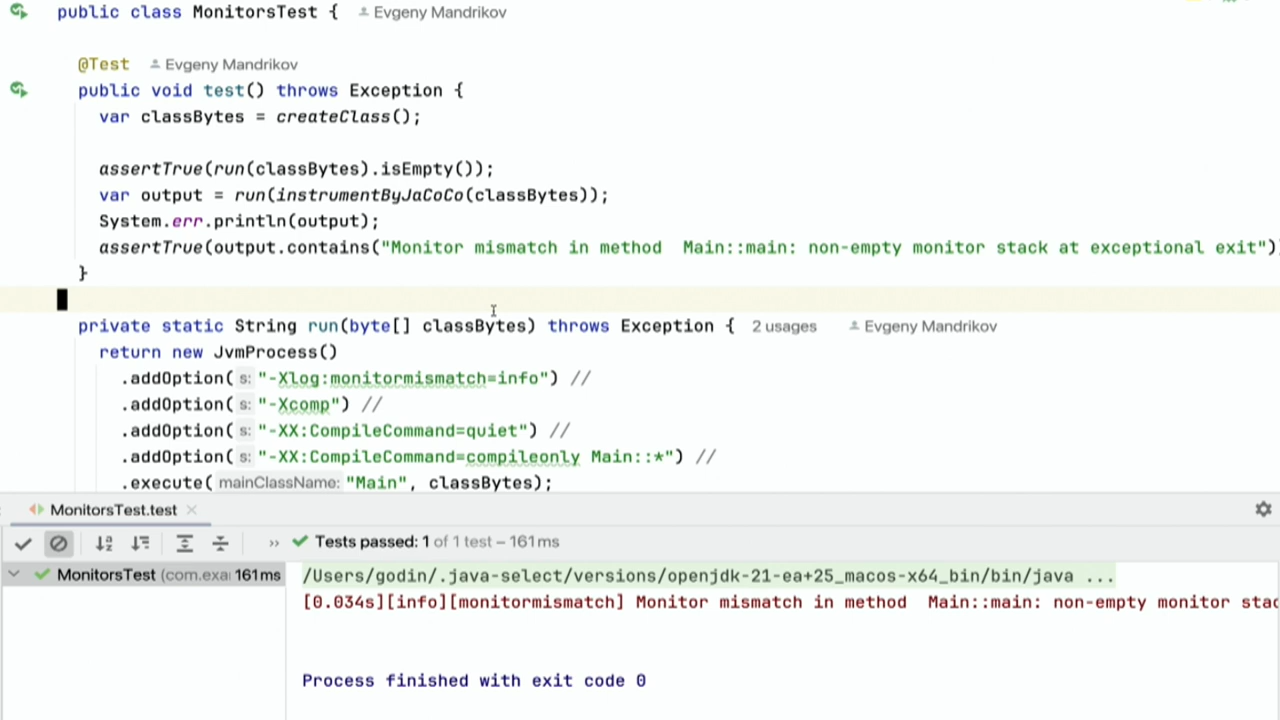 public class MonitorsTest { Evgeny Mandrikov
@Test Evgeny Mandrikov
public void test() throws Exception {
var classBytes = createClass();
assertTrue(run(classBytes).isEmpty());
var output = run(instrumentByJaCoCo(classBytes));
System.err.println(output);
assertTrue(output.contains("Monitor mismatch in method  Main::main: non-empty monitor stack at exceptional exit")
}
private static String run(byte[] classBytes) throws Exception { 2 usages Evgeny Mandrikov
return new JvmProcess()
.addOption( s: "-Xlog:monitormismatch=info") //
.addOption( s: "-Xcomp") //
.addOption( s: "-XX:CompileCommand=quiet") //
.addOption( s: "-XX:CompileCommand=compileonly Main::*") //
.execute( mainClassName: "Main", classBytes);
MonitorsTest.test
Tests passed: 1 of 1 test – 161 ms
MonitorsTest (com.exa 161 ms
/Users/godin/.java-select/versions/openjdk-21-ea+25_macos-x64_bin/bin/java ...
[0.034s][info][monitormismatch] Monitor mismatch in method  Main::main: non-empty monitor stac
Process finished with exit code 0